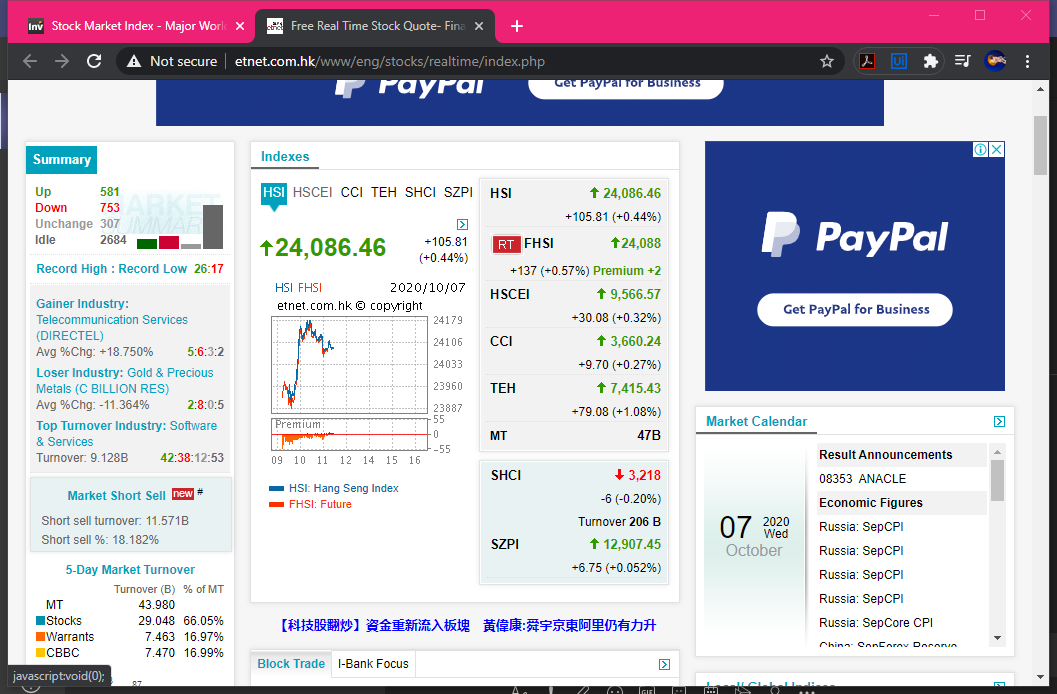 Stock Market Index - Major Worl
Free Real Time Stock Quote- Fina
Not secure
etnet.com.hk/www/eng/stocks/realtime/index.php
PayPal
Get PayPal for Business
Summary
Up 581
Down 753
Unchange 307
Idle 2684
MARKET
SUMMARY
Record High : Record Low 26:17
Gainer Industry:
Telecommunication Services
(DIRECTEL)
Avg %Chg: +18.750% 5:6:3:2
Loser Industry: Gold & Precious
Metals (C BILLION RES)
Avg %Chg: -11.364% 2:8:0:5
Top Turnover Industry: Software
& Services
Turnover: 9.128B 42:38:12:53
Market Short Sell new #
Short sell turnover: 11.571B
Short sell %: 18.182%
5-Day Market Turnover
Turnover (B) % of MT
MT 43.980
Stocks 29.048 66.05%
Warrants 7.463 16.97%
CBBC 7.470 16.99%
87
javascript:void(0);
Indexes
HSI HSCEI CCI TEH SHCI SZPI
24,086.46
+105.81
(+0.44%)
HSI FHSI 2020/10/07
etnet.com.hk © copyright
24179
24106
24033
23960
23887
Premium
55
0
-55
09 10 11 12 14 15 16
HSI: Hang Seng Index
FHSI: Future
HSI 24,086.46
+105.81 (+0.44%)
RT FHSI 24,088
+137 (+0.57%) Premium +2
HSCEI 9,566.57
+30.08 (+0.32%)
CCI 3,660.24
+9.70 (+0.27%)
TEH 7,415.43
+79.08 (+1.08%)
MT 47B
SHCI 3,218
-6 (-0.20%)
Turnover 206 B
SZPI 12,907.45
+6.75 (+0.052%)
【科技股翻炒】資金重新流入板塊 黃偉康:舜宇京東阿里仍有力升
Block Trade
I-Bank Focus
PayPal
Get PayPal for Business
Market Calendar
07 2020
Wed
October
Result Announcements
08353 ANACLE
Economic Figures
Russia: SepCPI
Russia: SepCPI
Russia: SepCPI
Russia: SepCPI
Russia: SepCore CPI
China: SepForex Reserve
Local/ Global Indices